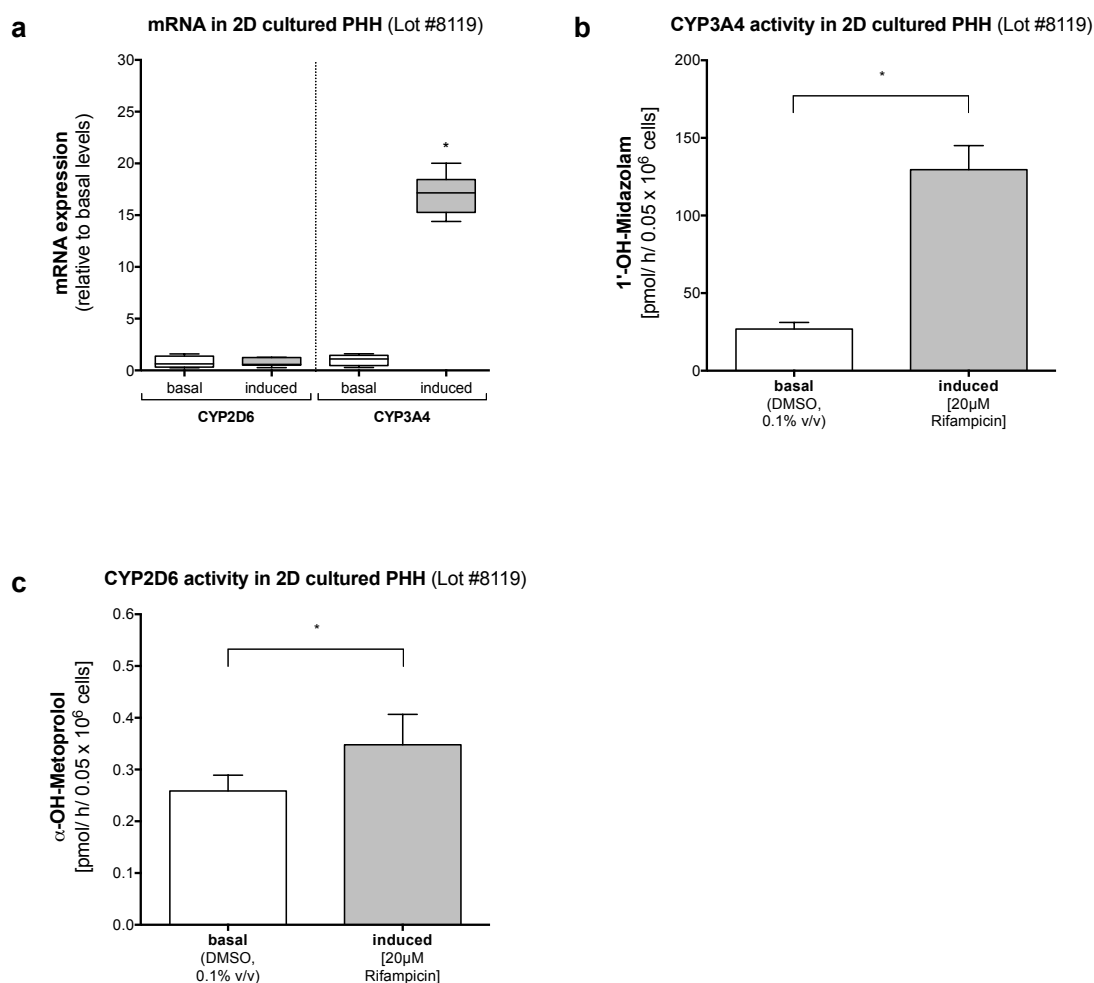 a
mRNA in 2D cultured PHH (Lot #8119)
mRNA expression
(relative to basal levels)
30
25
20
15
10
5
0
*
basal
induced
basal
induced
CYP2D6
CYP3A4
b
CYP3A4 activity in 2D cultured PHH (Lot #8119)
1'-OH-Midazolam
[pmol/ h/ 0.05 x 10⁶ cells]
200
150
100
50
0
*
basal
(DMSO,
0.1% v/v)
induced
[20µM
Rifampicin]
c
CYP2D6 activity in 2D cultured PHH (Lot #8119)
α-OH-Metoprolol
[pmol/ h/ 0.05 x 10⁶ cells]
0.6
0.5
0.4
0.3
0.2
0.1
0.0
*
basal
(DMSO,
0.1% v/v)
induced
[20µM
Rifampicin]